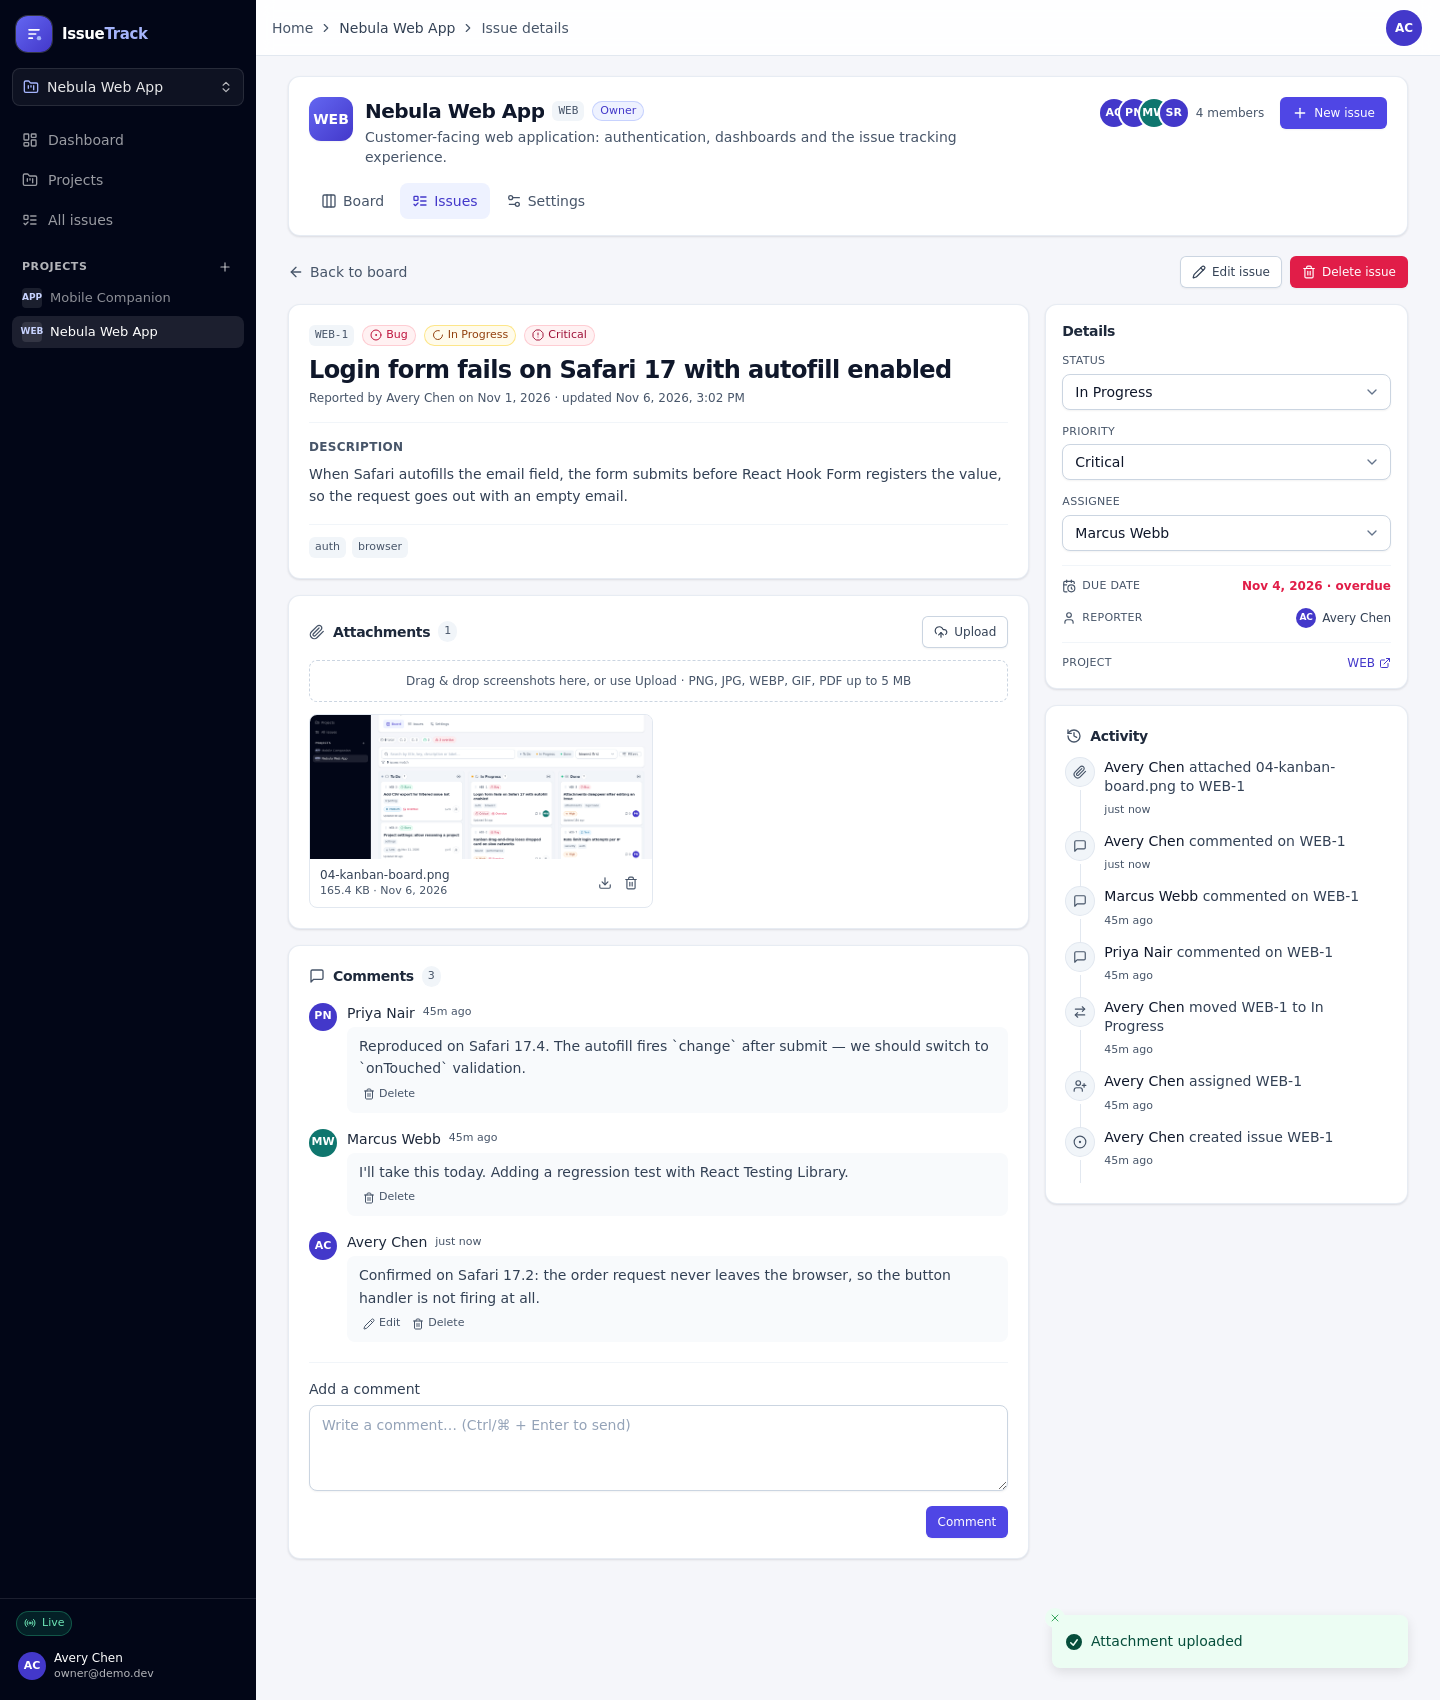 IssueTrack
Nebula Web App
Dashboard
Projects
All issues
PROJECTS
APP Mobile Companion
WEB Nebula Web App
Live
AC Avery Chen
owner@demo.dev
Home > Nebula Web App > Issue details
AC
WEB Nebula Web App WEB Owner
Customer-facing web application: authentication, dashboards and the issue tracking
experience.
SR 4 members
New issue
Board Issues Settings
Back to board
Edit issue Delete issue
WEB-1 Bug In Progress Critical
Login form fails on Safari 17 with autofill enabled
Reported by Avery Chen on Nov 1, 2026 · updated Nov 6, 2026, 3:02 PM
DESCRIPTION
When Safari autofills the email field, the form submits before React Hook Form registers the value,
so the request goes out with an empty email.
auth browser
Attachments 1
Upload
Drag & drop screenshots here, or use Upload · PNG, JPG, WEBP, GIF, PDF up to 5 MB
04-kanban-board.png
165.4 KB · Nov 6, 2026
Comments 3
PN Priya Nair 45m ago
Reproduced on Safari 17.4. The autofill fires `change` after submit — we should switch to
`onTouched` validation.
Delete
MW Marcus Webb 45m ago
I'll take this today. Adding a regression test with React Testing Library.
Delete
AC Avery Chen just now
Confirmed on Safari 17.2: the order request never leaves the browser, so the button
handler is not firing at all.
Edit Delete
Add a comment
Write a comment... (Ctrl/⌘ + Enter to send)
Comment
Details
STATUS
In Progress
PRIORITY
Critical
ASSIGNEE
Marcus Webb
DUE DATE Nov 4, 2026 · overdue
REPORTER AC Avery Chen
PROJECT WEB
Activity
Avery Chen attached 04-kanban-
board.png to WEB-1
just now
Avery Chen commented on WEB-1
just now
Marcus Webb commented on WEB-1
45m ago
Priya Nair commented on WEB-1
45m ago
Avery Chen moved WEB-1 to In
Progress
45m ago
Avery Chen assigned WEB-1
45m ago
Avery Chen created issue WEB-1
45m ago
Attachment uploaded